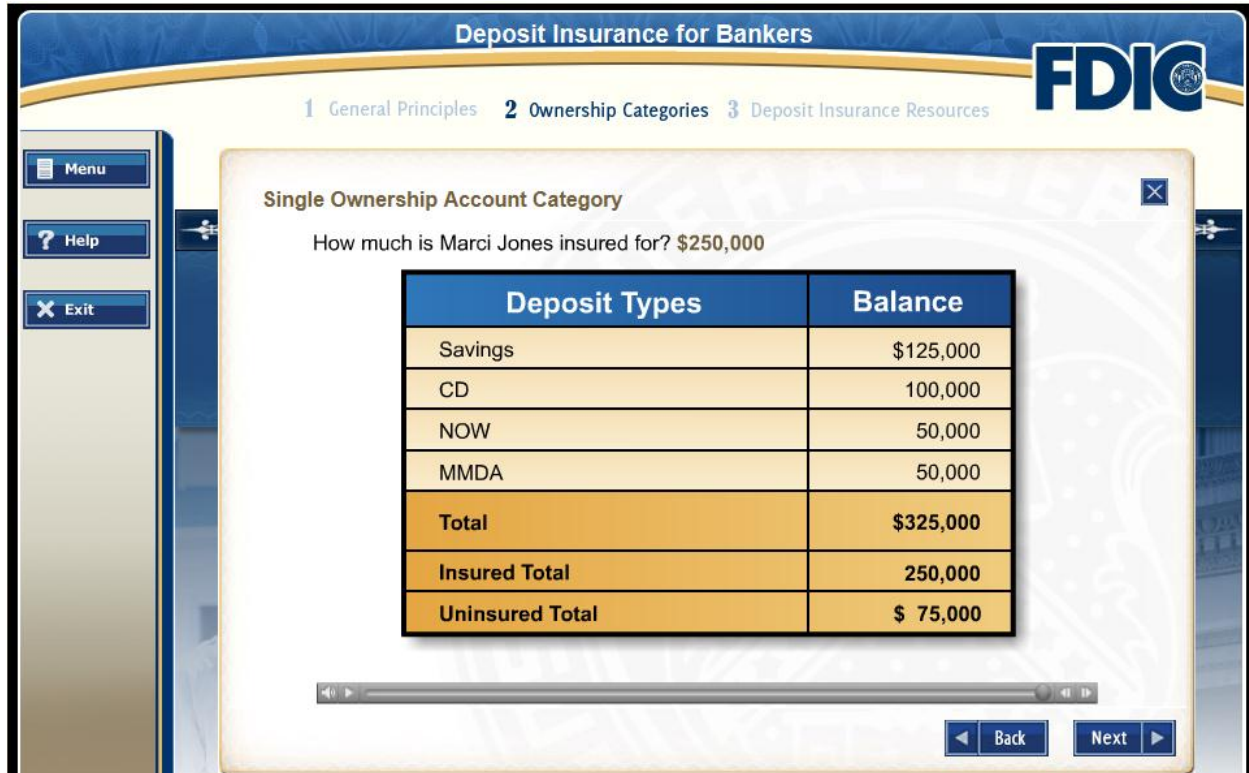 Deposit Insurance for Bankers
FDIC
1 General Principles 2 Ownership Categories 3 Deposit Insurance Resources
Menu
Help
Exit
Single Ownership Account Category
How much is Marci Jones insured for? $250,000
Deposit Types Balance
Savings $125,000
CD 100,000
NOW 50,000
MMDA 50,000
Total $325,000
Insured Total 250,000
Uninsured Total $ 75,000
Back Next